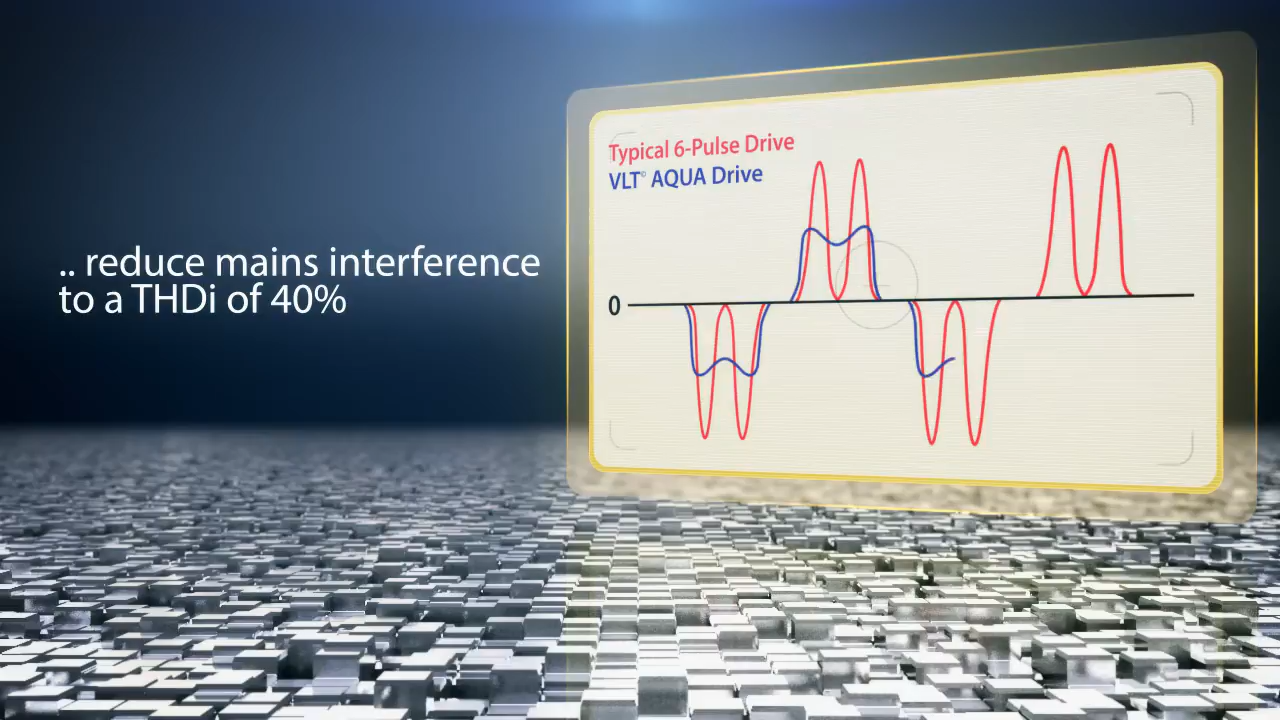 .. reduce mains interference
to a THDi of 40%
Typical 6-Pulse Drive
VLT® AQUA Drive
0